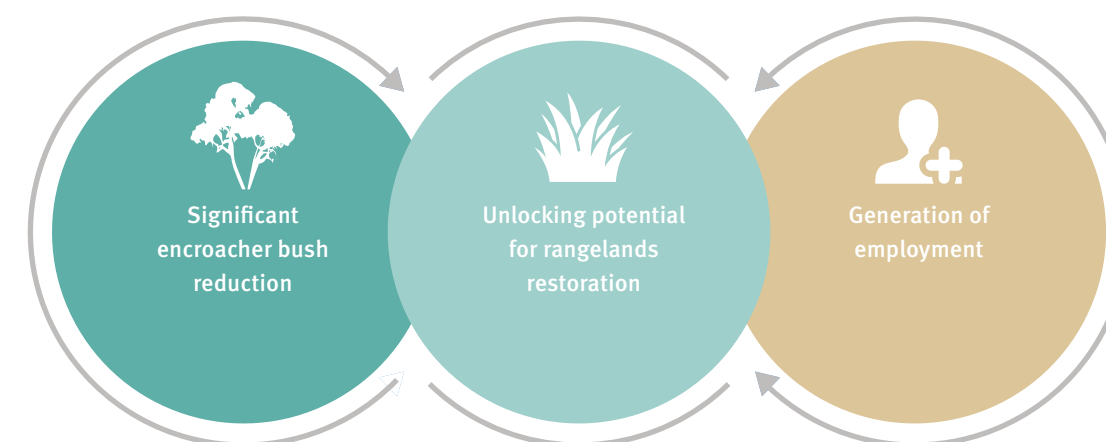 Significant
encroacher bush
reduction
Unlocking potential
for rangelands
restoration
Generation of
employment